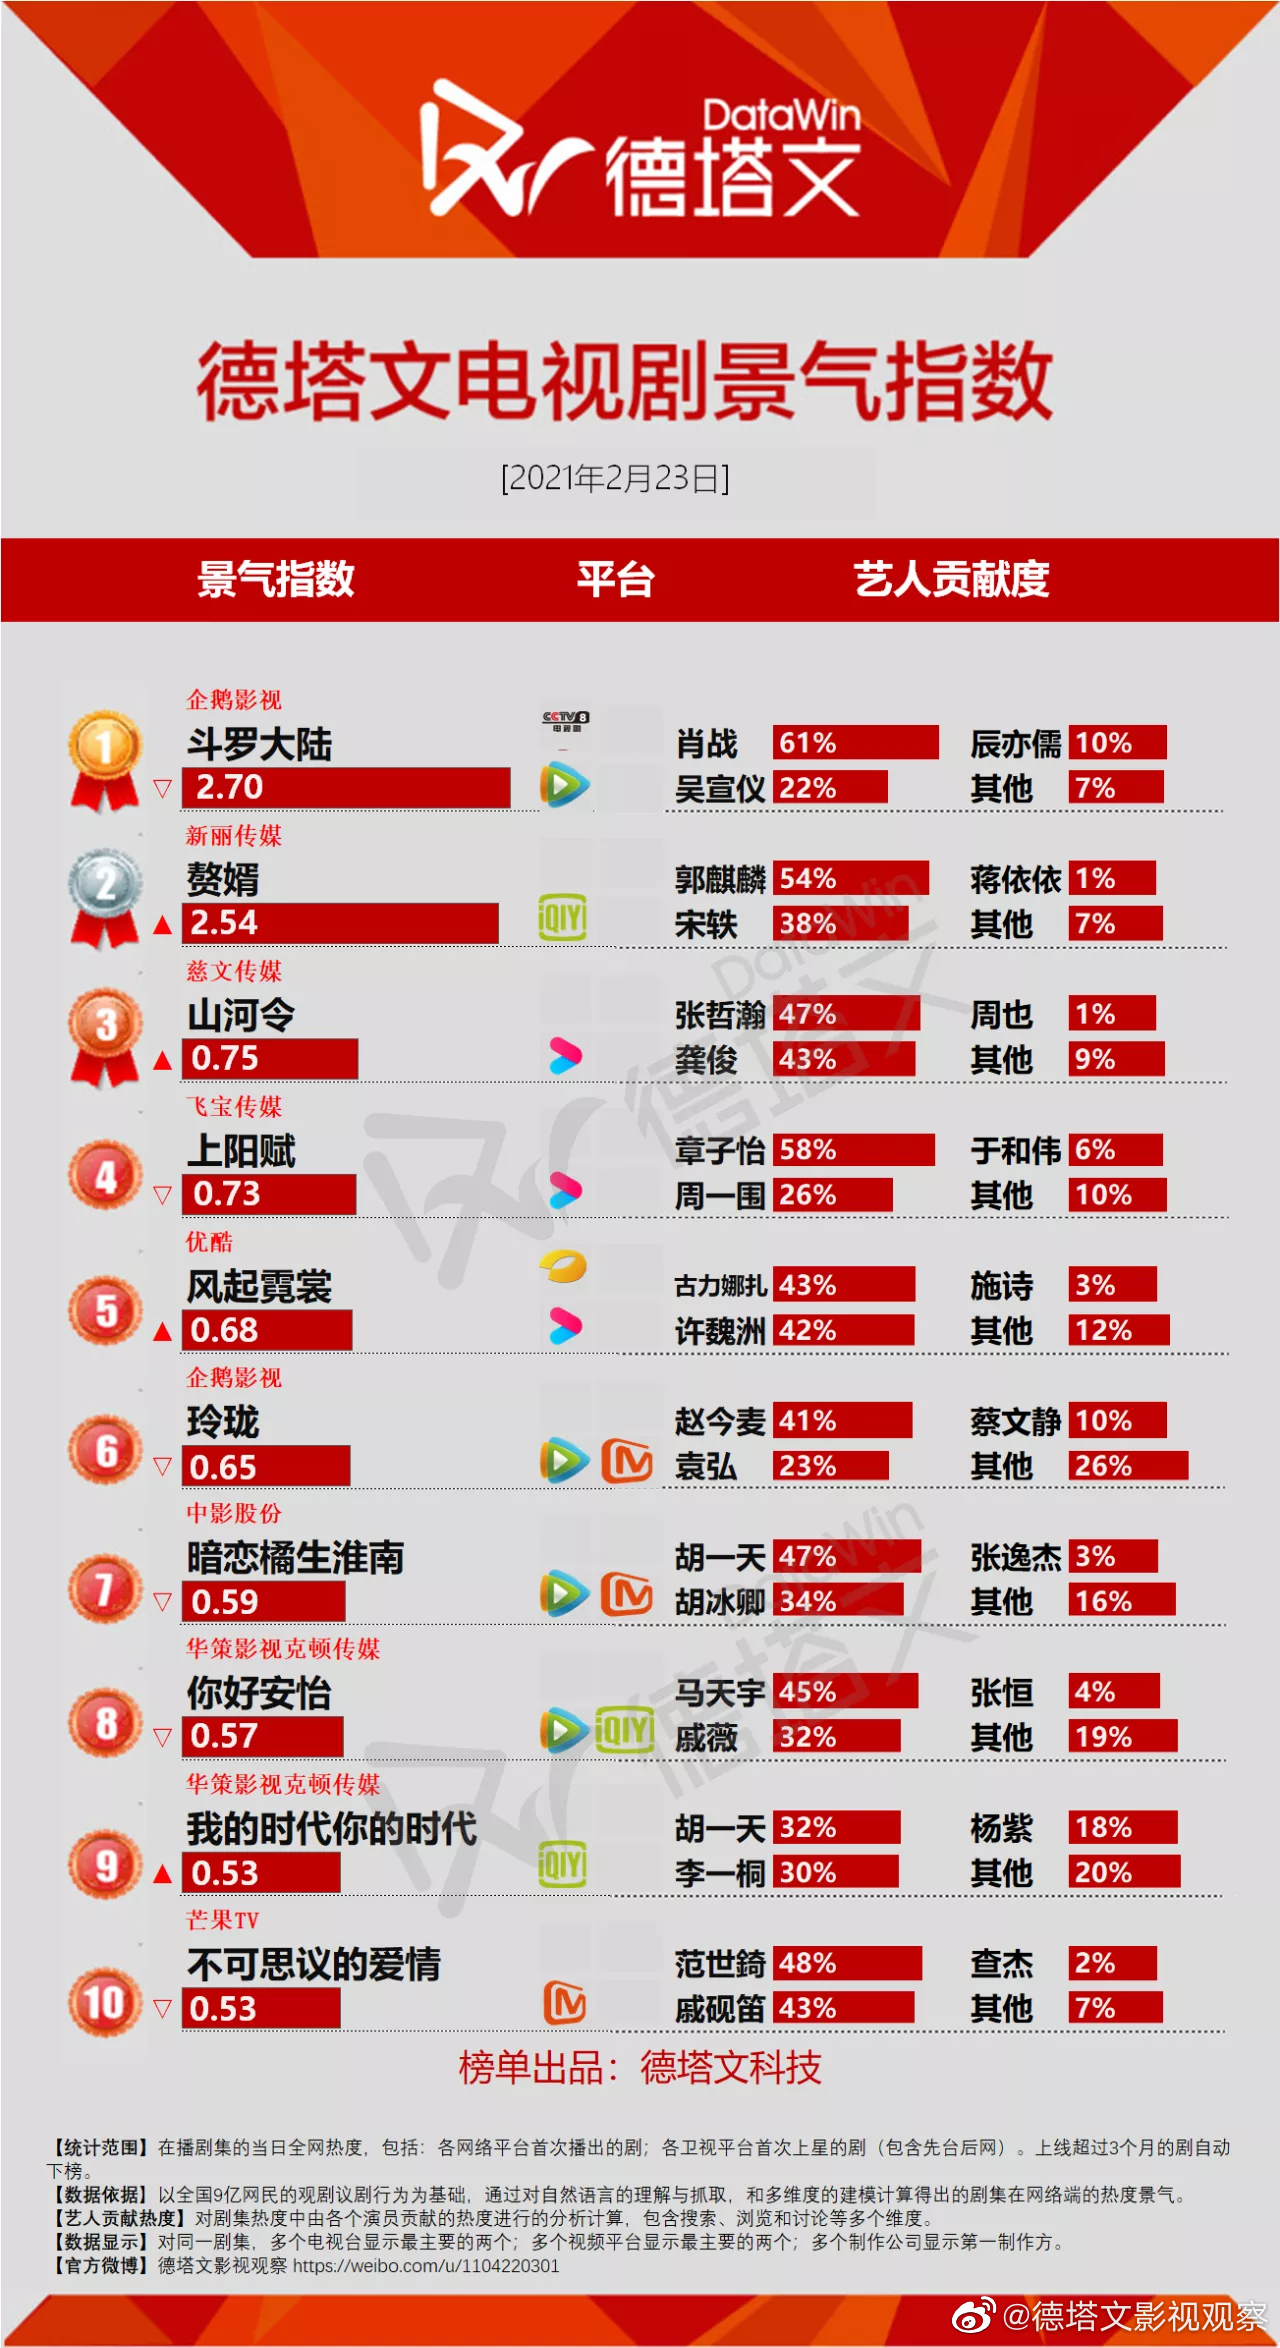 DataWin
德塔文
德塔文电视剧景气指数
[2021年2月23日]
景气指数 平台 艺人贡献度
企鹅影视
1 斗罗大陆 CCTV 8 电视剧 肖战 61% 辰亦儒 10%
▽ 2.70 吴宣仪 22% 其他 7%
新丽传媒
2 赘婿 郭麒麟 54% 蒋依依 1%
▲ 2.54 iQIYI 宋轶 38% 其他 7%
慈文传媒
3 山河令 张哲瀚 47% 周也 1%
▲ 0.75 龚俊 43% 其他 9%
飞宝传媒
4 上阳赋 章子怡 58% 于和伟 6%
▽ 0.73 周一围 26% 其他 10%
优酷
5 风起霓裳 古力娜扎 43% 施诗 3%
▲ 0.68 许魏洲 42% 其他 12%
企鹅影视
6 玲珑 赵今麦 41% 蔡文静 10%
▽ 0.65 袁弘 23% 其他 26%
中影股份
7 暗恋橘生淮南 胡一天 47% 张逸杰 3%
▽ 0.59 胡冰卿 34% 其他 16%
华策影视克顿传媒
8 你好安怡 马天宇 45% 张恒 4%
▽ 0.57 iQIYI 戚薇 32% 其他 19%
华策影视克顿传媒
9 我的时代你的时代 胡一天 32% 杨紫 18%
▲ 0.53 iQIYI 李一桐 30% 其他 20%
芒果TV
10 不可思议的爱情 范世錡 48% 查杰 2%
▽ 0.53 戚砚笛 43% 其他 7%
DataWin
德塔文
DataWin
德塔文
榜单出品：德塔文科技
【统计范围】在播剧集的当日全网热度，包括：各网络平台首次播出的剧；各卫视平台首次上星的剧（包含先台后网）。上线超过3个月的剧自动
下榜。
【数据依据】以全国9亿网民的观剧议剧行为为基础，通过对自然语言的理解与抓取，和多维度的建模计算得出的剧集在网络端的热度景气。
【艺人贡献热度】对剧集热度中由各个演员贡献的热度进行的分析计算，包含搜索、浏览和讨论等多个维度。
【数据显示】对同一剧集，多个电视台显示最主要的两个；多个视频平台显示最主要的两个；多个制作公司显示第一制作方。
【官方微博】德塔文影视观察 https://weibo.com/u/1104220301
@德塔文影视观察